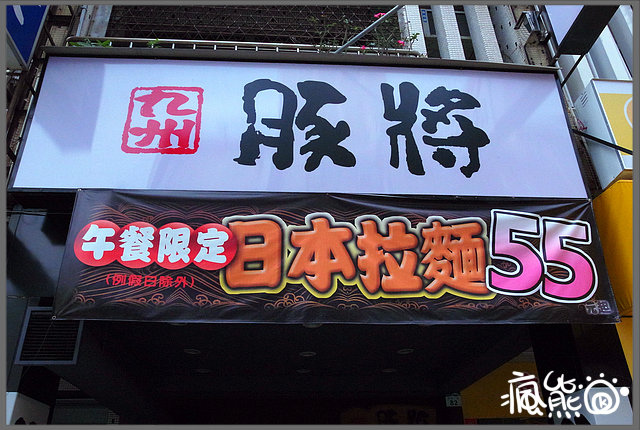 九州
豚將
午餐限定
(例假日除外)
日本拉麵55
瘋熊